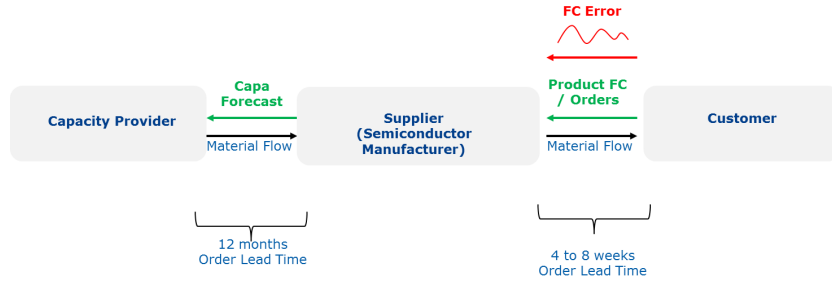 FC Error
Capa
Forecast
Product FC
/ Orders
Capacity Provider
Supplier
(Semiconductor
Manufacturer)
Customer
Material Flow
Material Flow
12 months
Order Lead Time
4 to 8 weeks
Order Lead Time